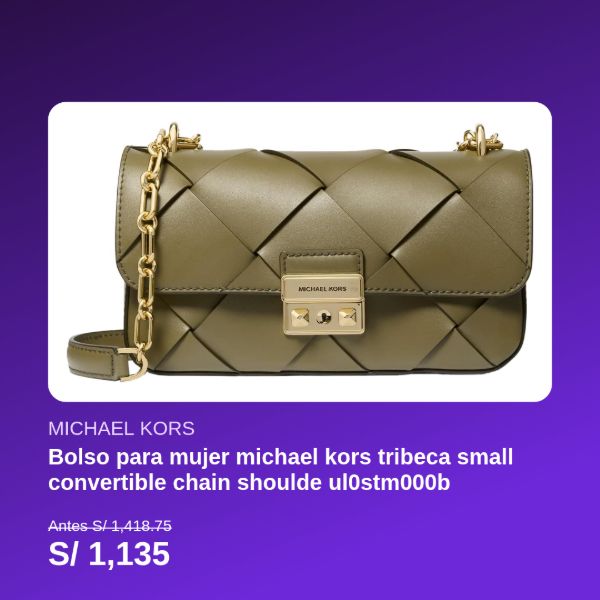 MICHAEL KORS
MICHAEL KORS
Bolso para mujer michael kors tribeca small
convertible chain shoulde ul0stm000b
Antes S/ 1,418.75
S/ 1,135